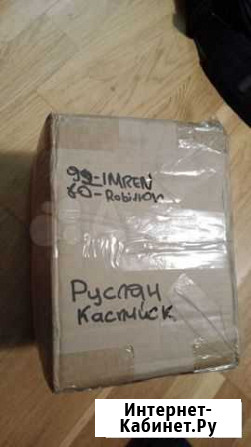 99-IMREN
60-Robinson
Руслан
Каспийск
Интернет-
Кабинет.Ру